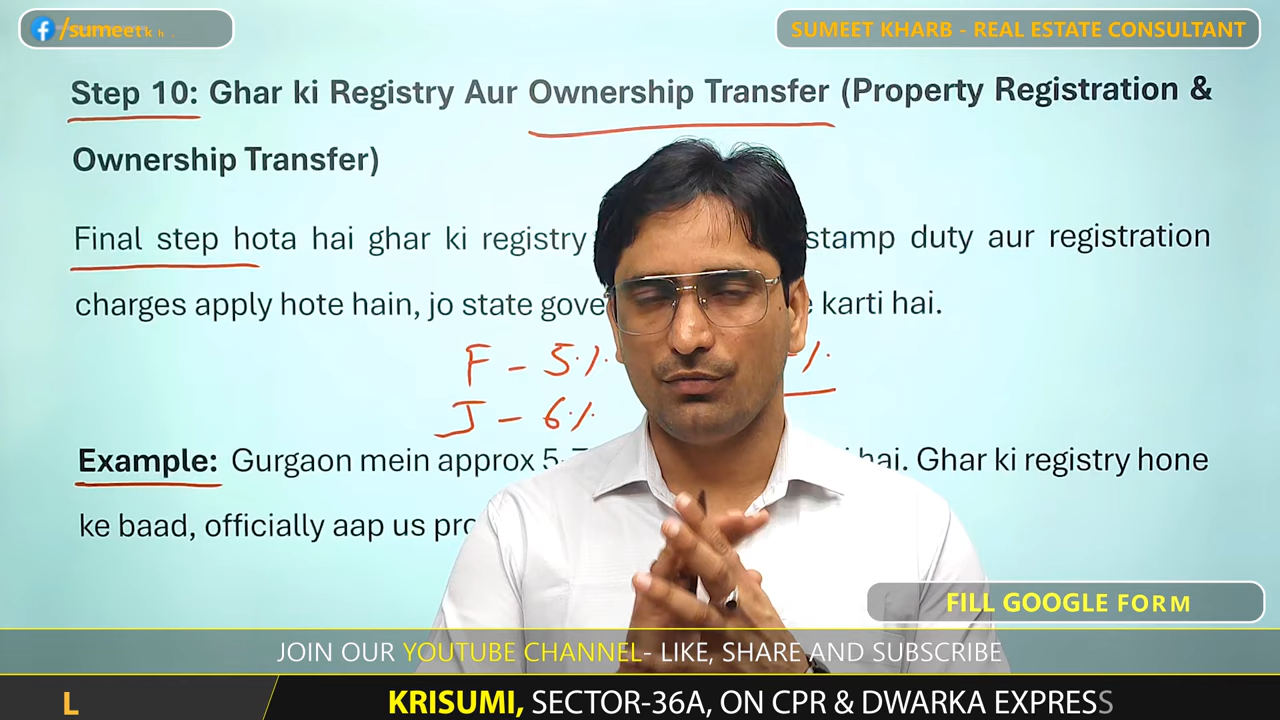 /sumeetkh.
SUMEET KHARB - REAL ESTATE CONSULTANT
Step 10: Ghar ki Registry Aur Ownership Transfer (Property Registration &
Ownership Transfer)
Final step hota hai ghar ki registry stamp duty aur registration
charges apply hote hain, jo state karti hai.
F - 5% %
J - 6%
Example: Gurgaon mein approx hai. Ghar ki registry hone
ke baad, officially aap us
FILL GOOGLE FORM
JOIN OUR YOUTUBE CHANNEL- LIKE, SHARE AND SUBSCRIBE
L KRISUMI, SECTOR-36A, ON CPR & DWARKA EXPRESS